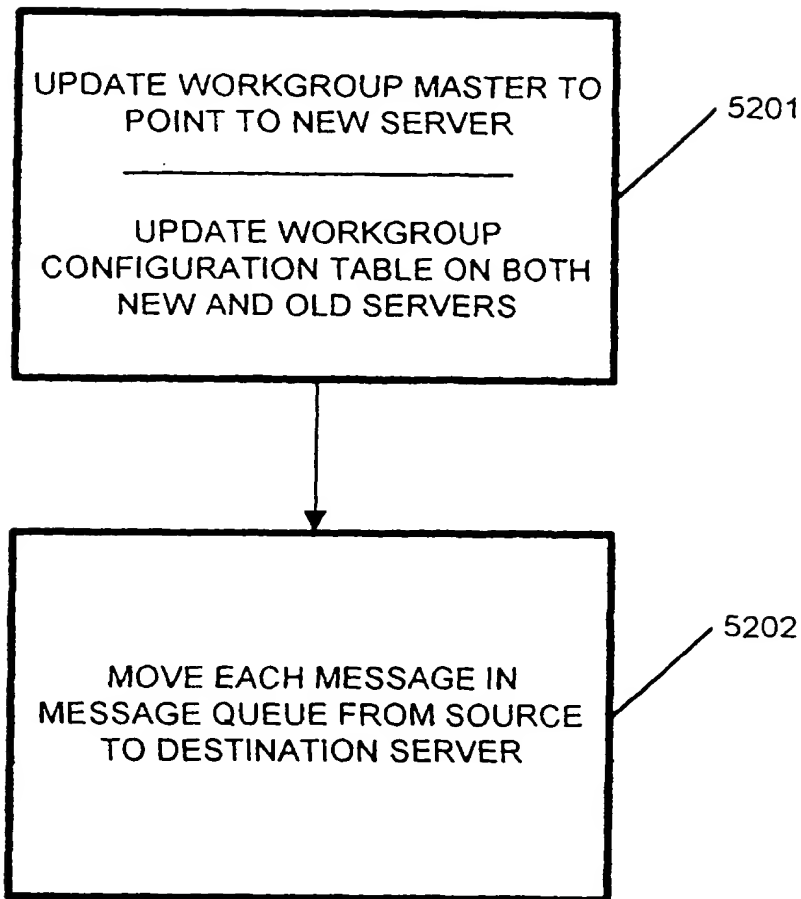 UPDATE WORKGROUP MASTER TO
POINT TO NEW SERVER
5201
UPDATE WORKGROUP
CONFIGURATION TABLE ON BOTH
NEW AND OLD SERVERS
MOVE EACH MESSAGE IN
MESSAGE QUEUE FROM SOURCE
TO DESTINATION SERVER
5202